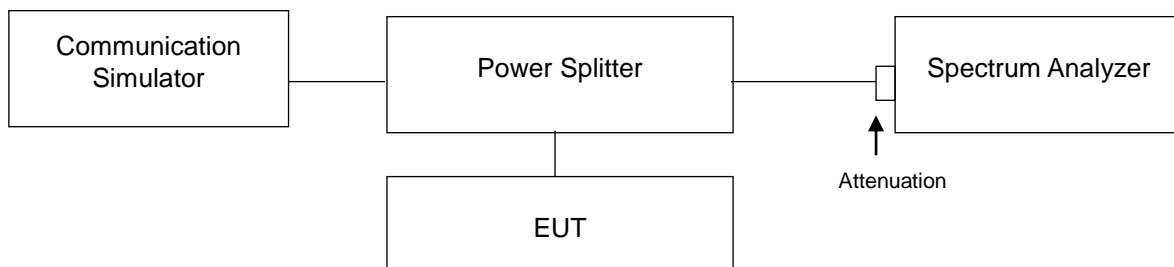 Communication
Simulator
Power Splitter
Spectrum Analyzer
Attenuation
EUT